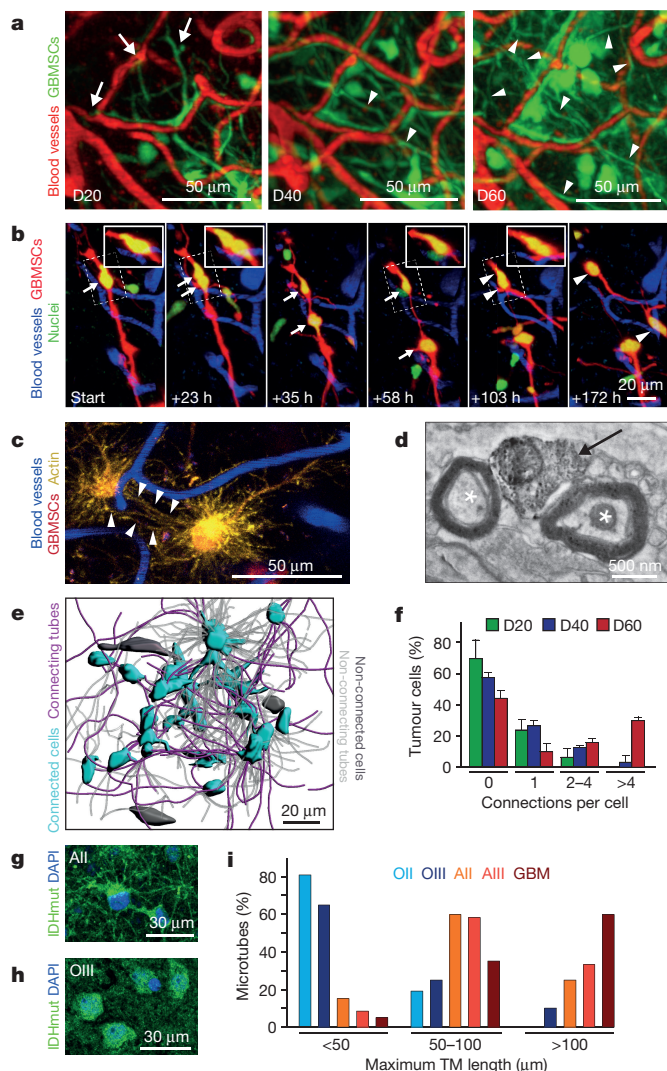 a
Blood vessels GBMSCs
D20
50 μm
D40
50 μm
D60
50 μm
b
Blood vessels GBMSCs
Nuclei
Start
+23 h
+35 h
+58 h
+103 h
+172 h
20 μm
c
Blood vessels
GBMSCs Actin
50 μm
d
*
*
500 nm
e
Connected cells Connecting tubes
Non-connected cells
Non-connecting tubes
20 μm
f
D20 D40 D60
Tumour cells (%)
80
60
40
20
0
0 1 2–4 >4
Connections per cell
g
IDHmut DAPI
AII
30 μm
h
IDHmut DAPI
OIII
30 μm
i
OII OIII AII AIII GBM
Microtubes (%)
80
60
40
20
0
<50 50–100 >100
Maximum TM length (μm)